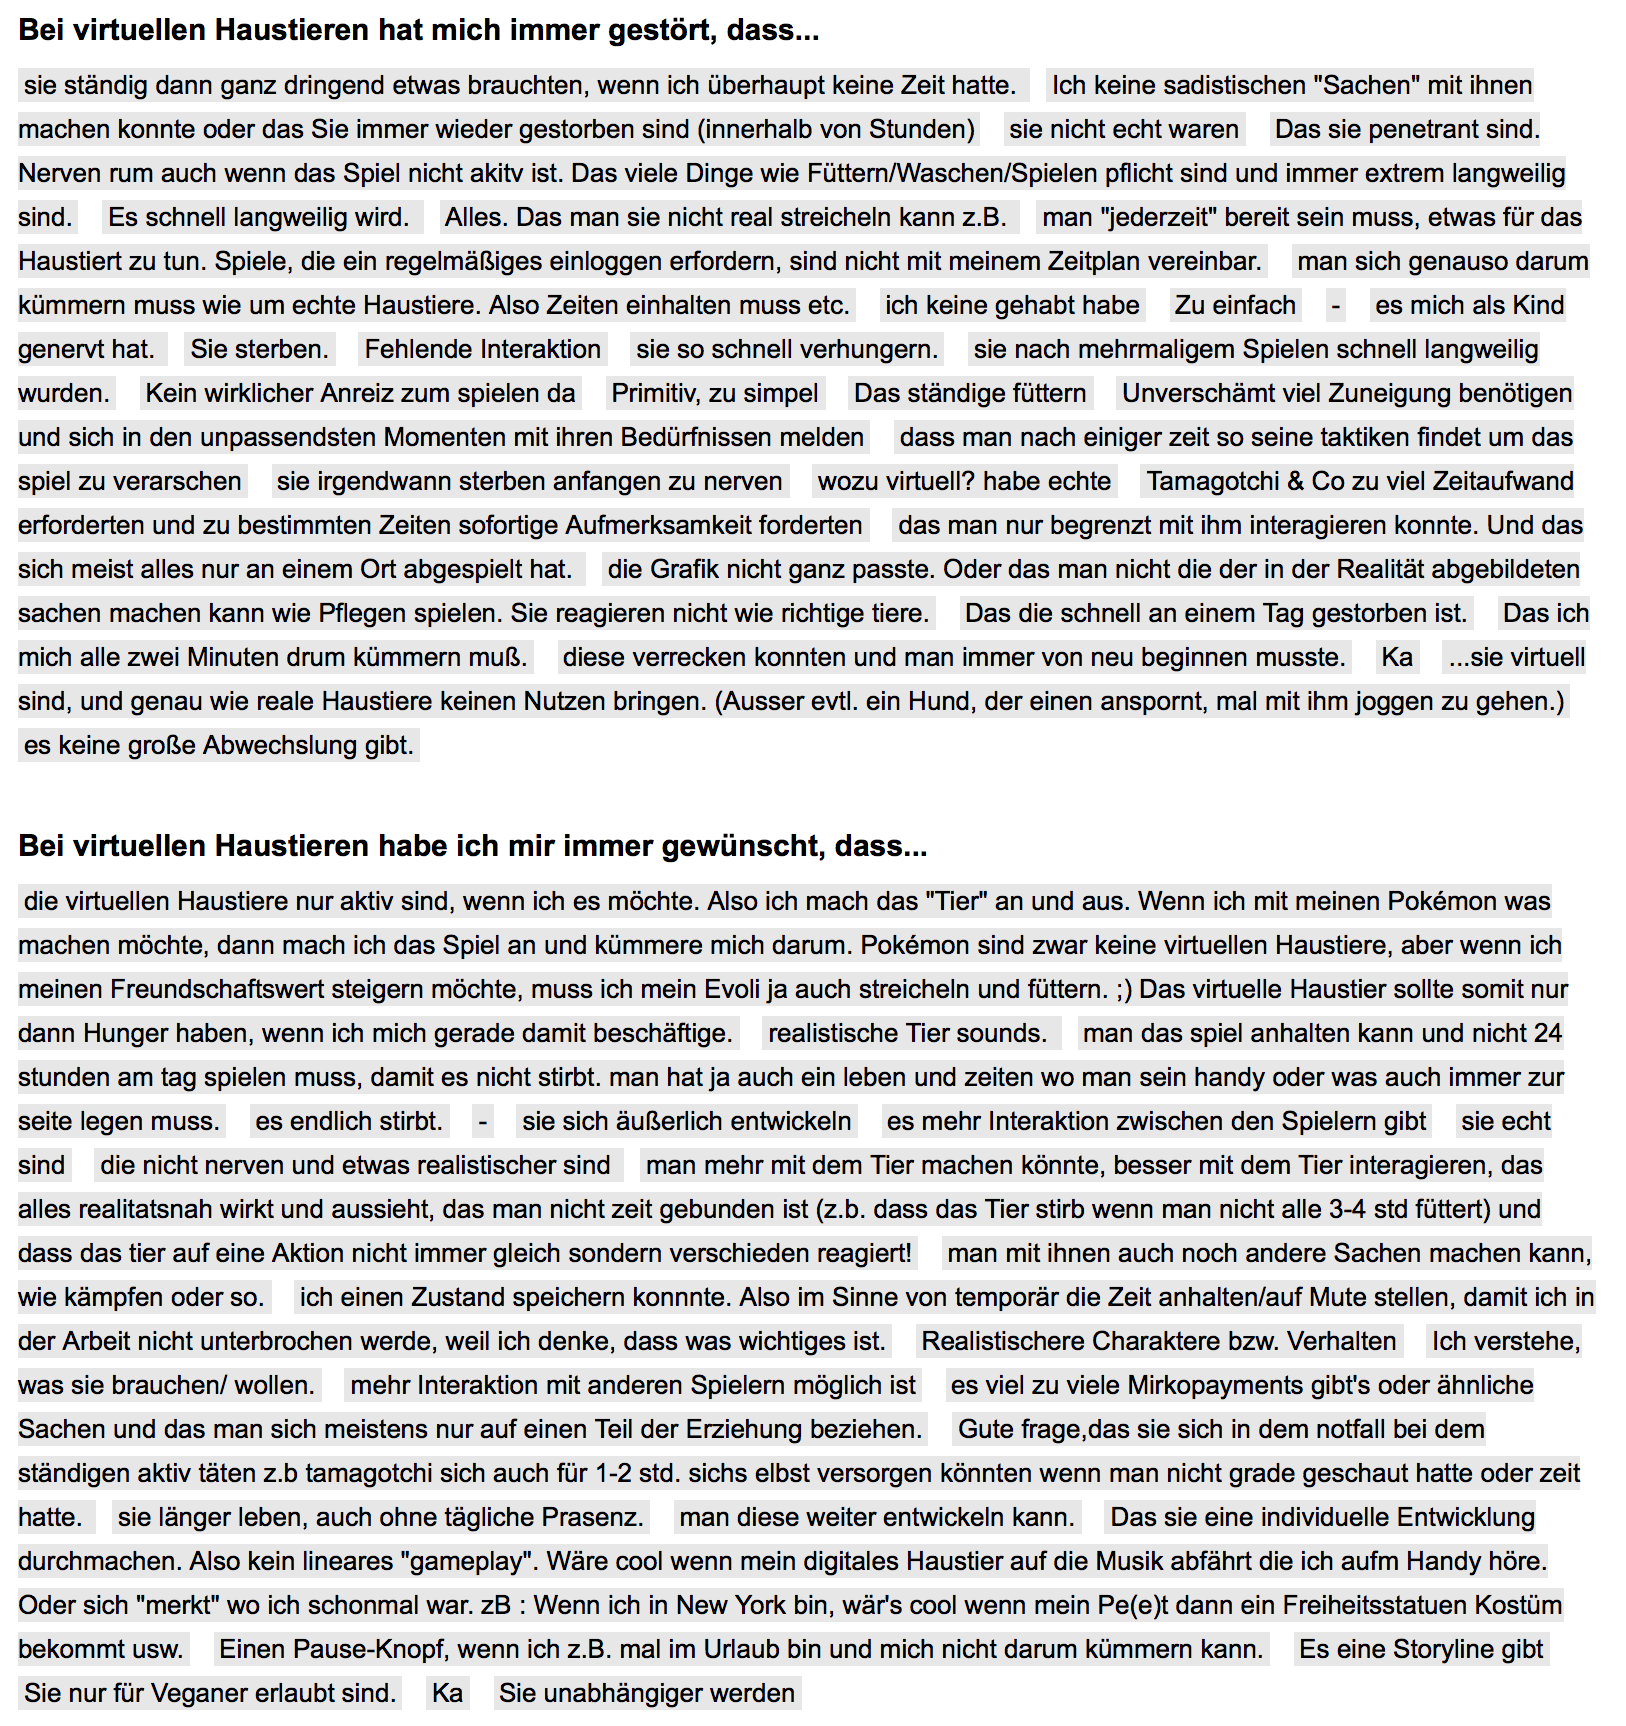 Bei virtuellen Haustieren hat mich immer gestört, dass...
sie ständig dann ganz dringend etwas brauchten, wenn ich überhaupt keine Zeit hatte. Ich keine sadistischen "Sachen" mit ihnen
machen konnte oder das Sie immer wieder gestorben sind (innerhalb von Stunden) sie nicht echt waren Das sie penetrant sind.
Nerven rum auch wenn das Spiel nicht akitv ist. Das viele Dinge wie Füttern/Waschen/Spielen pflicht sind und immer extrem langweilig
sind. Es schnell langweilig wird. Alles. Das man sie nicht real streicheln kann z.B. man "jederzeit" bereit sein muss, etwas für das
Haustiert zu tun. Spiele, die ein regelmäßiges einloggen erfordern, sind nicht mit meinem Zeitplan vereinbar. man sich genauso darum
kümmern muss wie um echte Haustiere. Also Zeiten einhalten muss etc. ich keine gehabt habe Zu einfach - es mich als Kind
genervt hat. Sie sterben. Fehlende Interaktion sie so schnell verhungern. sie nach mehrmaligem Spielen schnell langweilig
wurden. Kein wirklicher Anreiz zum spielen da Primitiv, zu simpel Das ständige füttern Unverschämt viel Zuneigung benötigen
und sich in den unpassendsten Momenten mit ihren Bedürfnissen melden dass man nach einiger zeit so seine taktiken findet um das
spiel zu verarschen sie irgendwann sterben anfangen zu nerven wozu virtuell? habe echte Tamagotchi & Co zu viel Zeitaufwand
erforderten und zu bestimmten Zeiten sofortige Aufmerksamkeit forderten das man nur begrenzt mit ihm interagieren konnte. Und das
sich meist alles nur an einem Ort abgespielt hat. die Grafik nicht ganz passte. Oder das man nicht die der in der Realität abgebildeten
sachen machen kann wie Pflegen spielen. Sie reagieren nicht wie richtige tiere. Das die schnell an einem Tag gestorben ist. Das ich
mich alle zwei Minuten drum kümmern muß. diese verrecken konnten und man immer von neu beginnen musste. Ka ...sie virtuell
sind, und genau wie reale Haustiere keinen Nutzen bringen. (Ausser evtl. ein Hund, der einen anspornt, mal mit ihm joggen zu gehen.)
es keine große Abwechslung gibt.
Bei virtuellen Haustieren habe ich mir immer gewünscht, dass...
die virtuellen Haustiere nur aktiv sind, wenn ich es möchte. Also ich mach das "Tier" an und aus. Wenn ich mit meinen Pokémon was
machen möchte, dann mach ich das Spiel an und kümmere mich darum. Pokémon sind zwar keine virtuellen Haustiere, aber wenn ich
meinen Freundschaftswert steigern möchte, muss ich mein Evoli ja auch streicheln und füttern. ;) Das virtuelle Haustier sollte somit nur
dann Hunger haben, wenn ich mich gerade damit beschäftige. realistische Tier sounds. man das spiel anhalten kann und nicht 24
stunden am tag spielen muss, damit es nicht stirbt. man hat ja auch ein leben und zeiten wo man sein handy oder was auch immer zur
seite legen muss. es endlich stirbt. - sie sich äußerlich entwickeln es mehr Interaktion zwischen den Spielern gibt sie echt
sind die nicht nerven und etwas realistischer sind man mehr mit dem Tier machen könnte, besser mit dem Tier interagieren, das
alles realitatsnah wirkt und aussieht, das man nicht zeit gebunden ist (z.b. dass das Tier stirb wenn man nicht alle 3-4 std füttert) und
dass das tier auf eine Aktion nicht immer gleich sondern verschieden reagiert! man mit ihnen auch noch andere Sachen machen kann,
wie kämpfen oder so. ich einen Zustand speichern konnnte. Also im Sinne von temporär die Zeit anhalten/auf Mute stellen, damit ich in
der Arbeit nicht unterbrochen werde, weil ich denke, dass was wichtiges ist. Realistischere Charaktere bzw. Verhalten Ich verstehe,
was sie brauchen/ wollen. mehr Interaktion mit anderen Spielern möglich ist es viel zu viele Mirkopayments gibt's oder ähnliche
Sachen und das man sich meistens nur auf einen Teil der Erziehung beziehen. Gute frage,das sie sich in dem notfall bei dem
ständigen aktiv täten z.b tamagotchi sich auch für 1-2 std. sichs elbst versorgen könnten wenn man nicht grade geschaut hatte oder zeit
hatte. sie länger leben, auch ohne tägliche Prasenz. man diese weiter entwickeln kann. Das sie eine individuelle Entwicklung
durchmachen. Also kein lineares "gameplay". Wäre cool wenn mein digitales Haustier auf die Musik abfährt die ich aufm Handy höre.
Oder sich "merkt" wo ich schonmal war. zB : Wenn ich in New York bin, wär's cool wenn mein Pe(e)t dann ein Freiheitsstatuen Kostüm
bekommt usw. Einen Pause-Knopf, wenn ich z.B. mal im Urlaub bin und mich nicht darum kümmern kann. Es eine Storyline gibt
Sie nur für Veganer erlaubt sind. Ka Sie unabhängiger werden